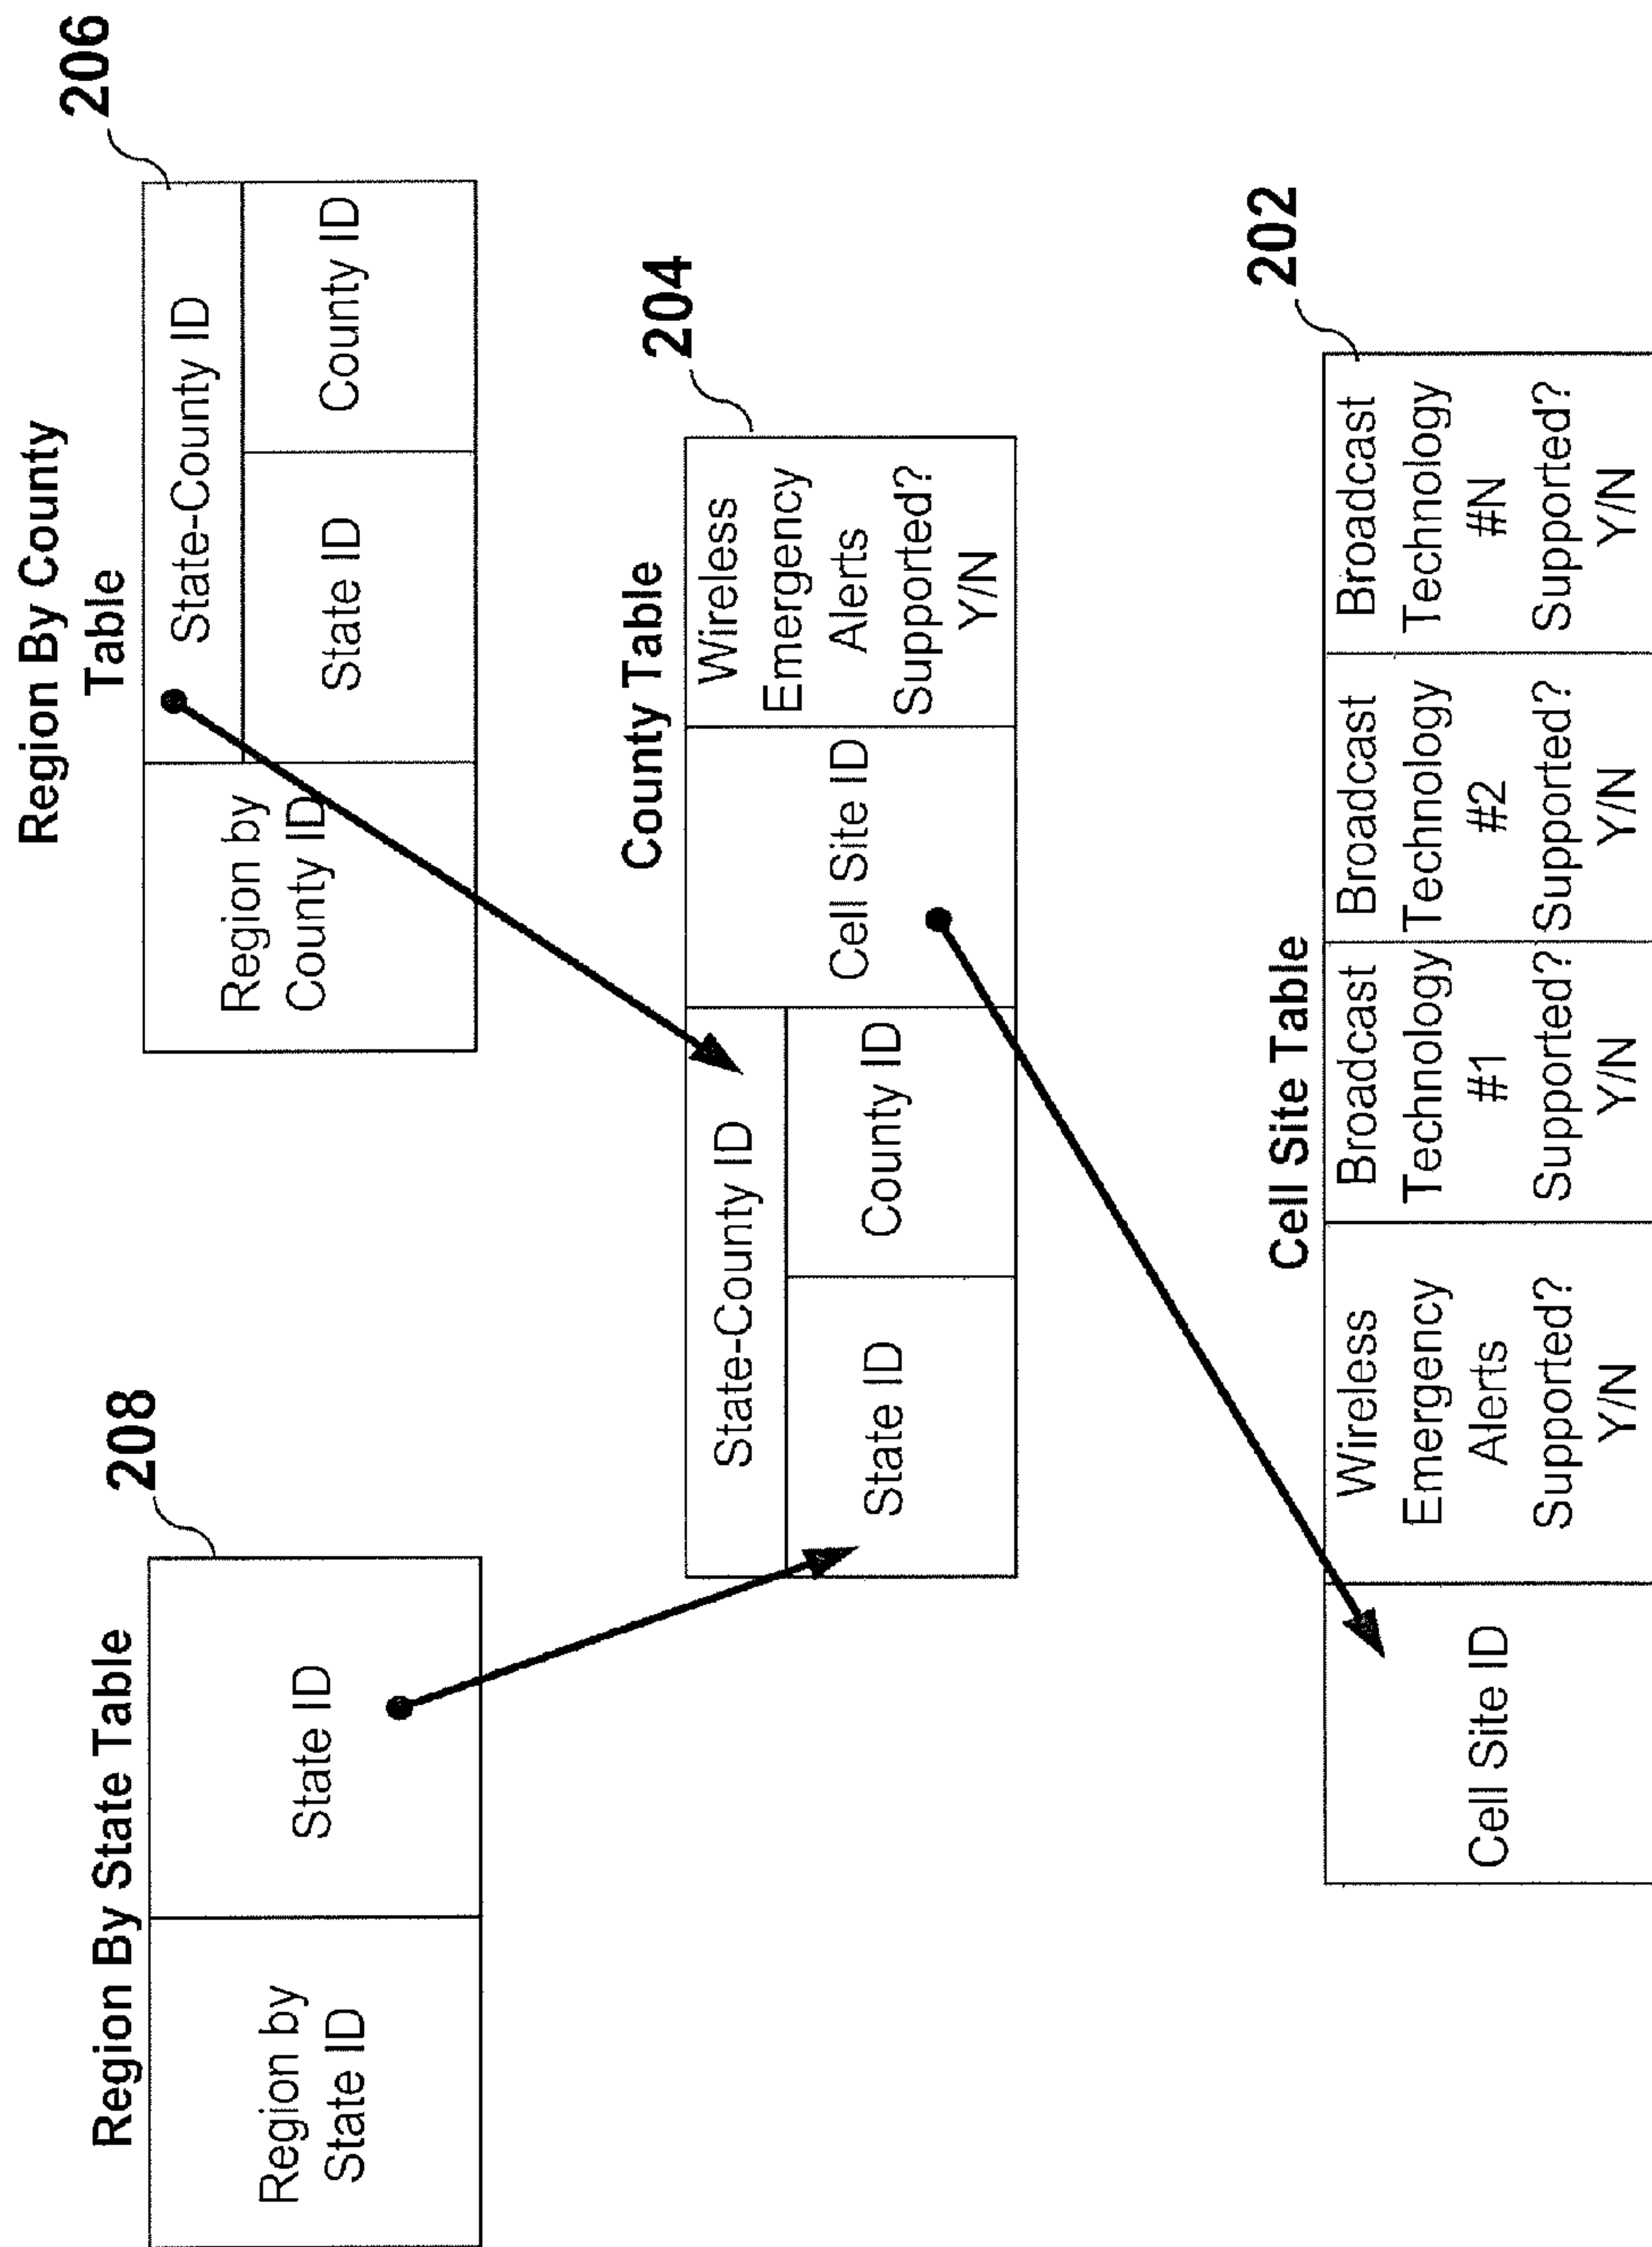 Region By State Table
208
Region by
State ID
State ID
Region By County
Table
206
Region by
County ID
State-County ID
State ID
County ID
County Table
204
State-County ID
State ID
County ID
Cell Site ID
Wireless
Emergency
Alerts
Supported?
Y/N
Cell Site Table
202
Cell Site ID
Wireless
Emergency
Alerts
Supported?
Y/N
Broadcast
Technology
#1
Supported?
Y/N
Broadcast
Technology
#2
Supported?
Y/N
Broadcast
Technology
#N
Supported?
Y/N